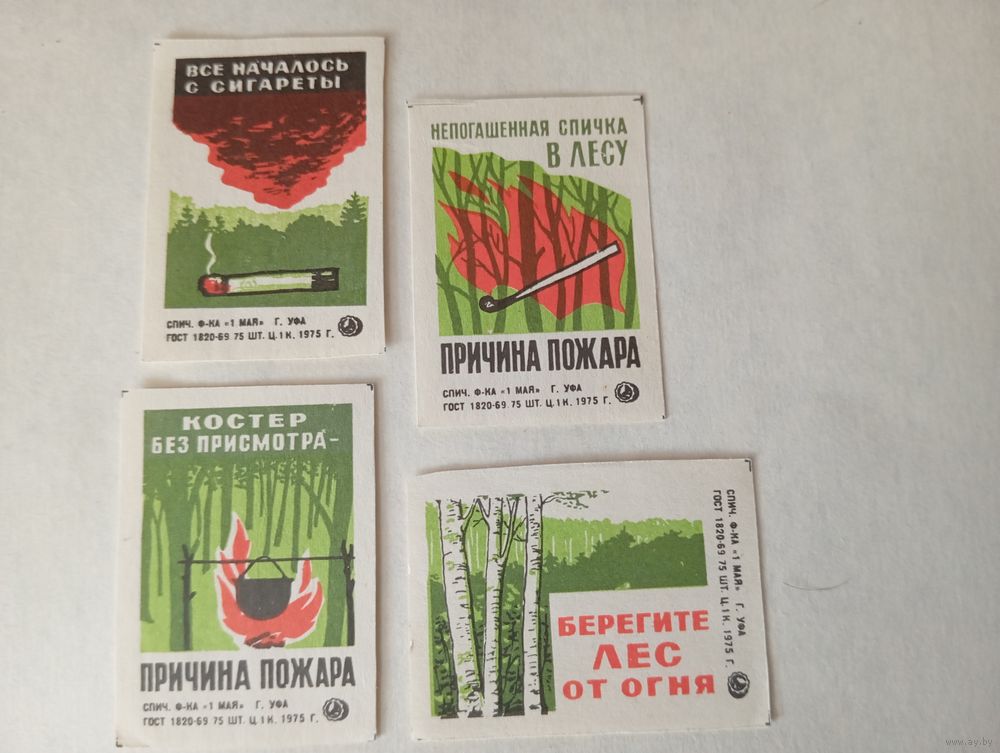 ВСЕ НАЧАЛОСЬ
С СИГАРЕТЫ
СПИЧ. Ф-КА «1 МАЯ» Г. УФА
ГОСТ 1820-69 75 ШТ. Ц. 1 К. 1975 Г.
НЕПОГАШЕННАЯ СПИЧКА
В ЛЕСУ
ПРИЧИНА ПОЖАРА
СПИЧ. Ф-КА «1 МАЯ» Г. УФА
ГОСТ 1820-69 75 ШТ. Ц. 1 К. 1975 Г.
КОСТЕР
БЕЗ ПРИСМОТРА -
ПРИЧИНА ПОЖАРА
СПИЧ. Ф-КА «1 МАЯ» Г. УФА
ГОСТ 1820-69 75 ШТ. Ц. 1 К. 1975 Г.
БЕРЕГИТЕ
ЛЕС
ОТ ОГНЯ
СПИЧ. Ф-КА «1 МАЯ» Г. УФА
ГОСТ 1820-69 75 ШТ. Ц. 1 К. 1975 Г.
www.ay.by